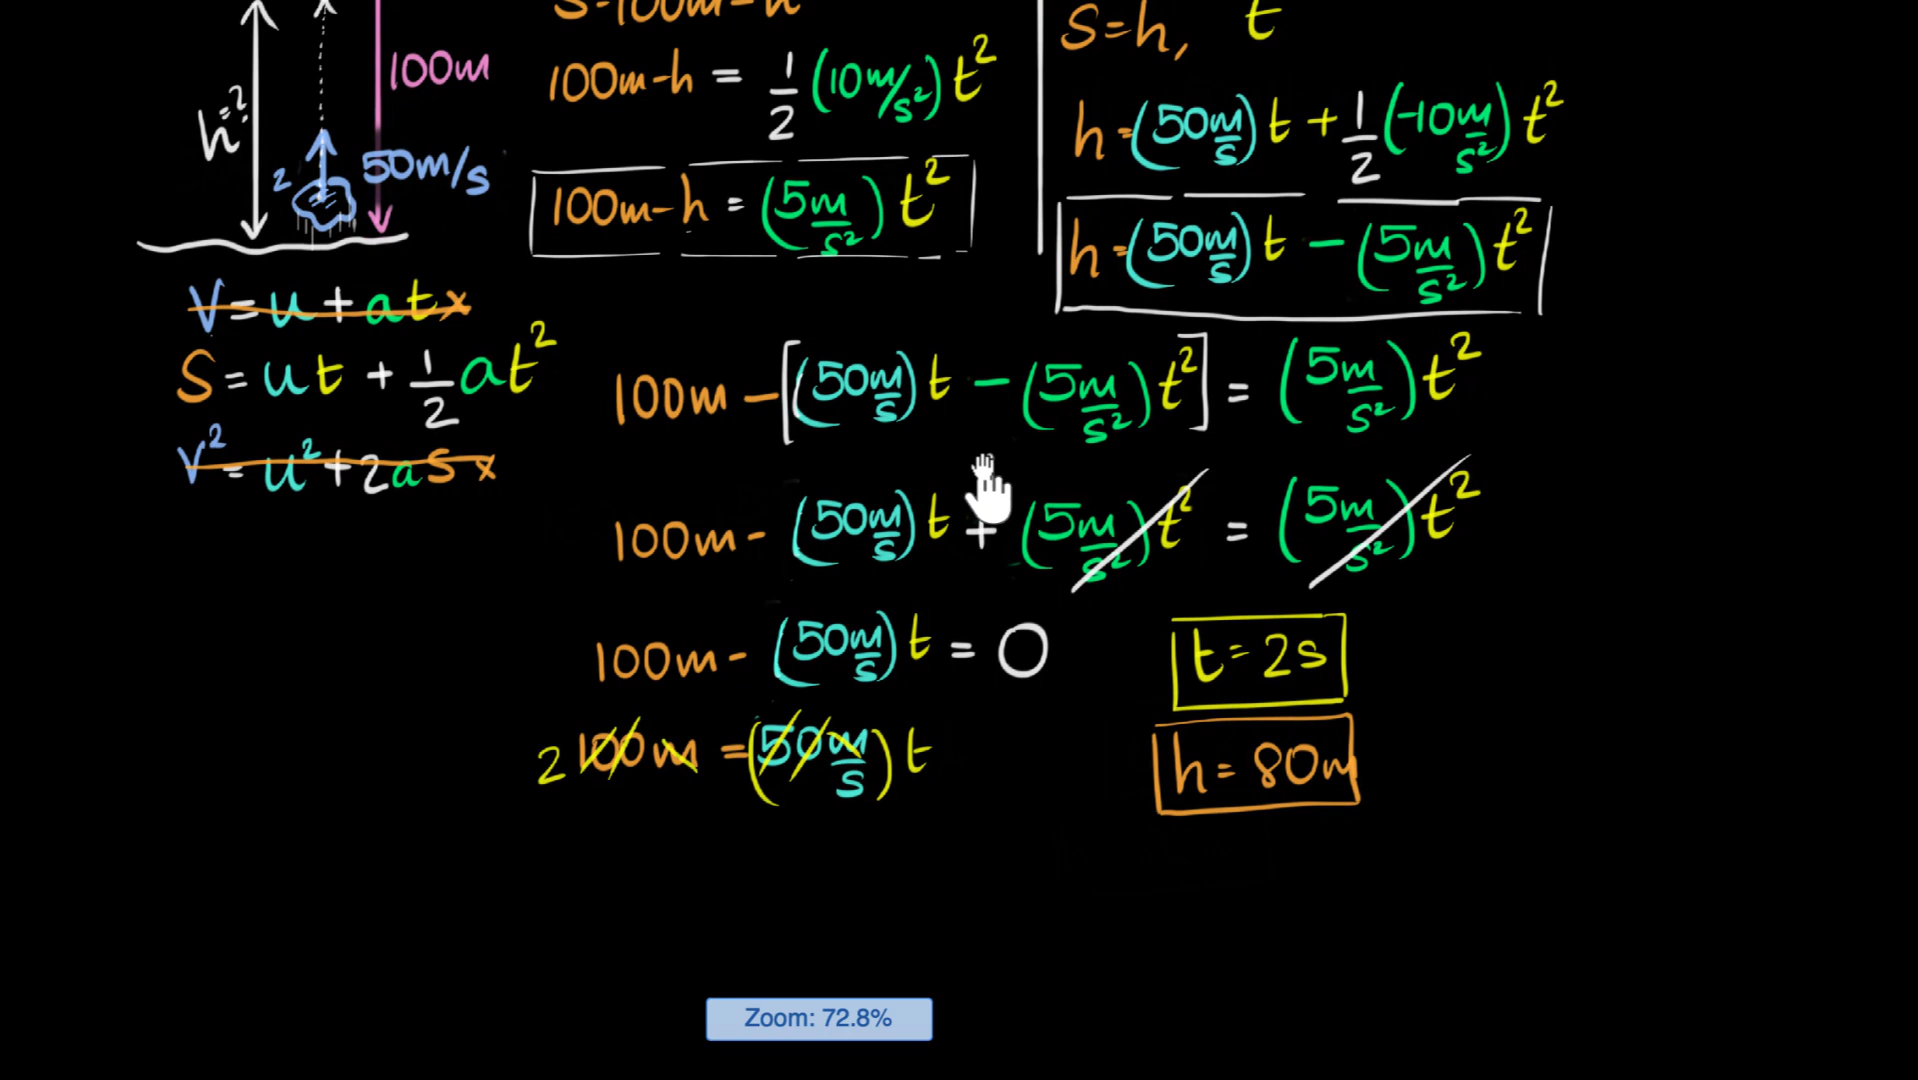 S=100m-h
100m-h = 1/2 (10m/s²) t²
100m-h = (5m/s²) t²
S=h, t
h=(50m/s) t + 1/2 (-10m/s²) t²
h=(50m/s) t - (5m/s²) t²
h=?
100m
2
50m/s
V=u+at x
S=ut+1/2 at²
V²=u²+2as x
100m-[(50m/s) t - (5m/s²) t²] = (5m/s²) t²
100m-(50m/s) t + (5m/s²) t² = (5m/s²) t²
100m-(50m/s) t = 0
2 100m =(50m/s) t
t=2s
h=80m
Zoom: 72.8%